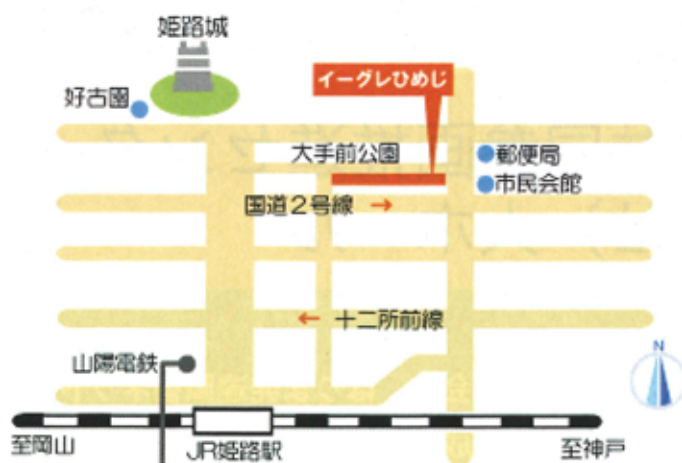 姫路城
イーグレひめじ
好古園
大手前公園
郵便局
市民会館
国道2号線 →
← 十二所前線
山陽電鉄
N
至岡山
JR姫路駅
至神戸